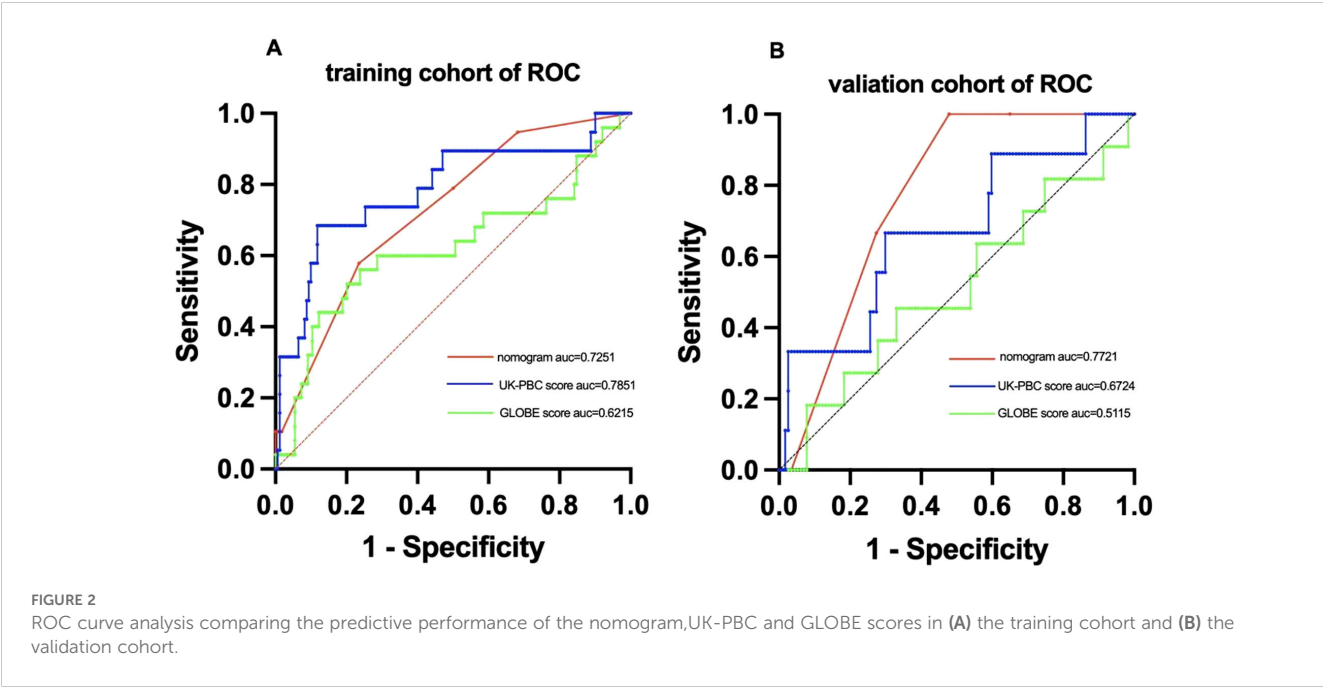 A
training cohort of ROC
1.0
0.8
0.6
0.4
0.2
0.0
Sensitivity
nomogram auc=0.7251
UK-PBC score auc=0.7851
GLOBE score auc=0.6215
0.0 0.2 0.4 0.6 0.8 1.0
1 - Specificity
B
valiation cohort of ROC
1.0
0.8
0.6
0.4
0.2
0.0
Sensitivity
nomogram auc=0.7721
UK-PBC score auc=0.6724
GLOBE score auc=0.5115
0.0 0.2 0.4 0.6 0.8 1.0
1 - Specificity
FIGURE 2
ROC curve analysis comparing the predictive performance of the nomogram,UK-PBC and GLOBE scores in (A) the training cohort and (B) the
validation cohort.